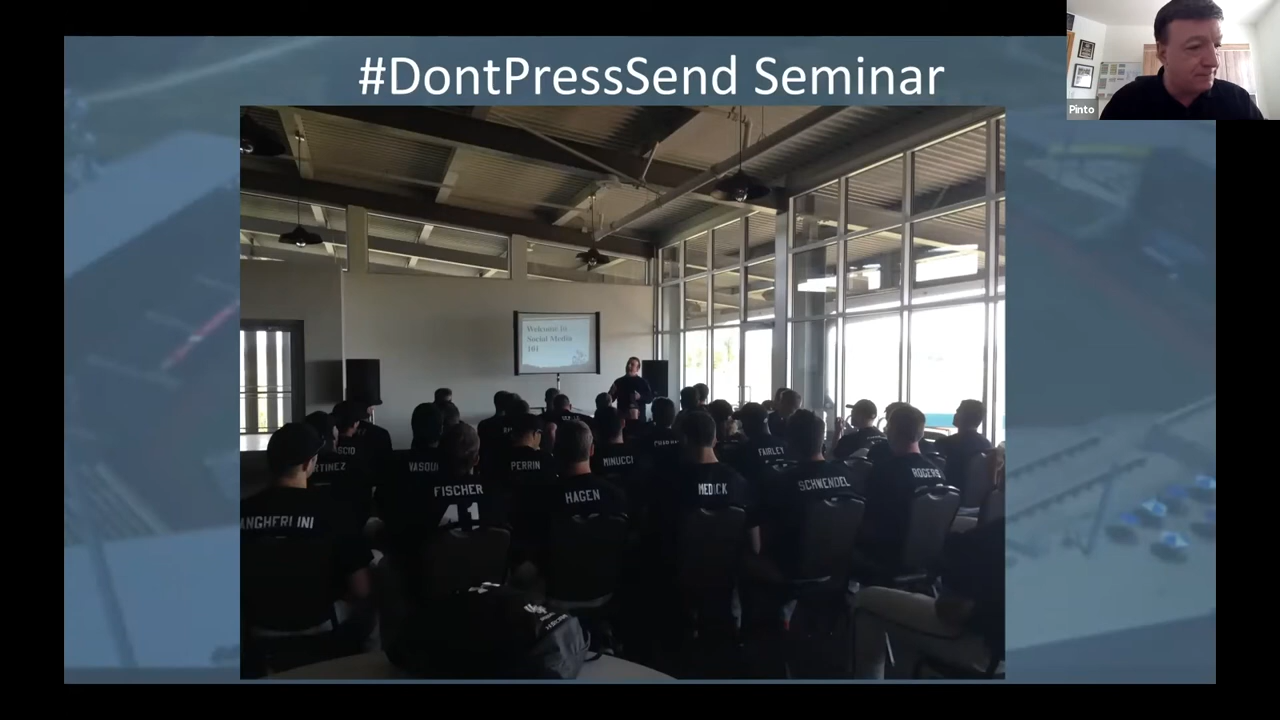 #DontPressSend Seminar
Pinto
Welcome to
Social Media
101
FAIRLEY
MINUCCI
PERRIN
ROGERS
FISCHER
41
HAGEN
MEDICK
SCHWENDEL
ANGHERLINI